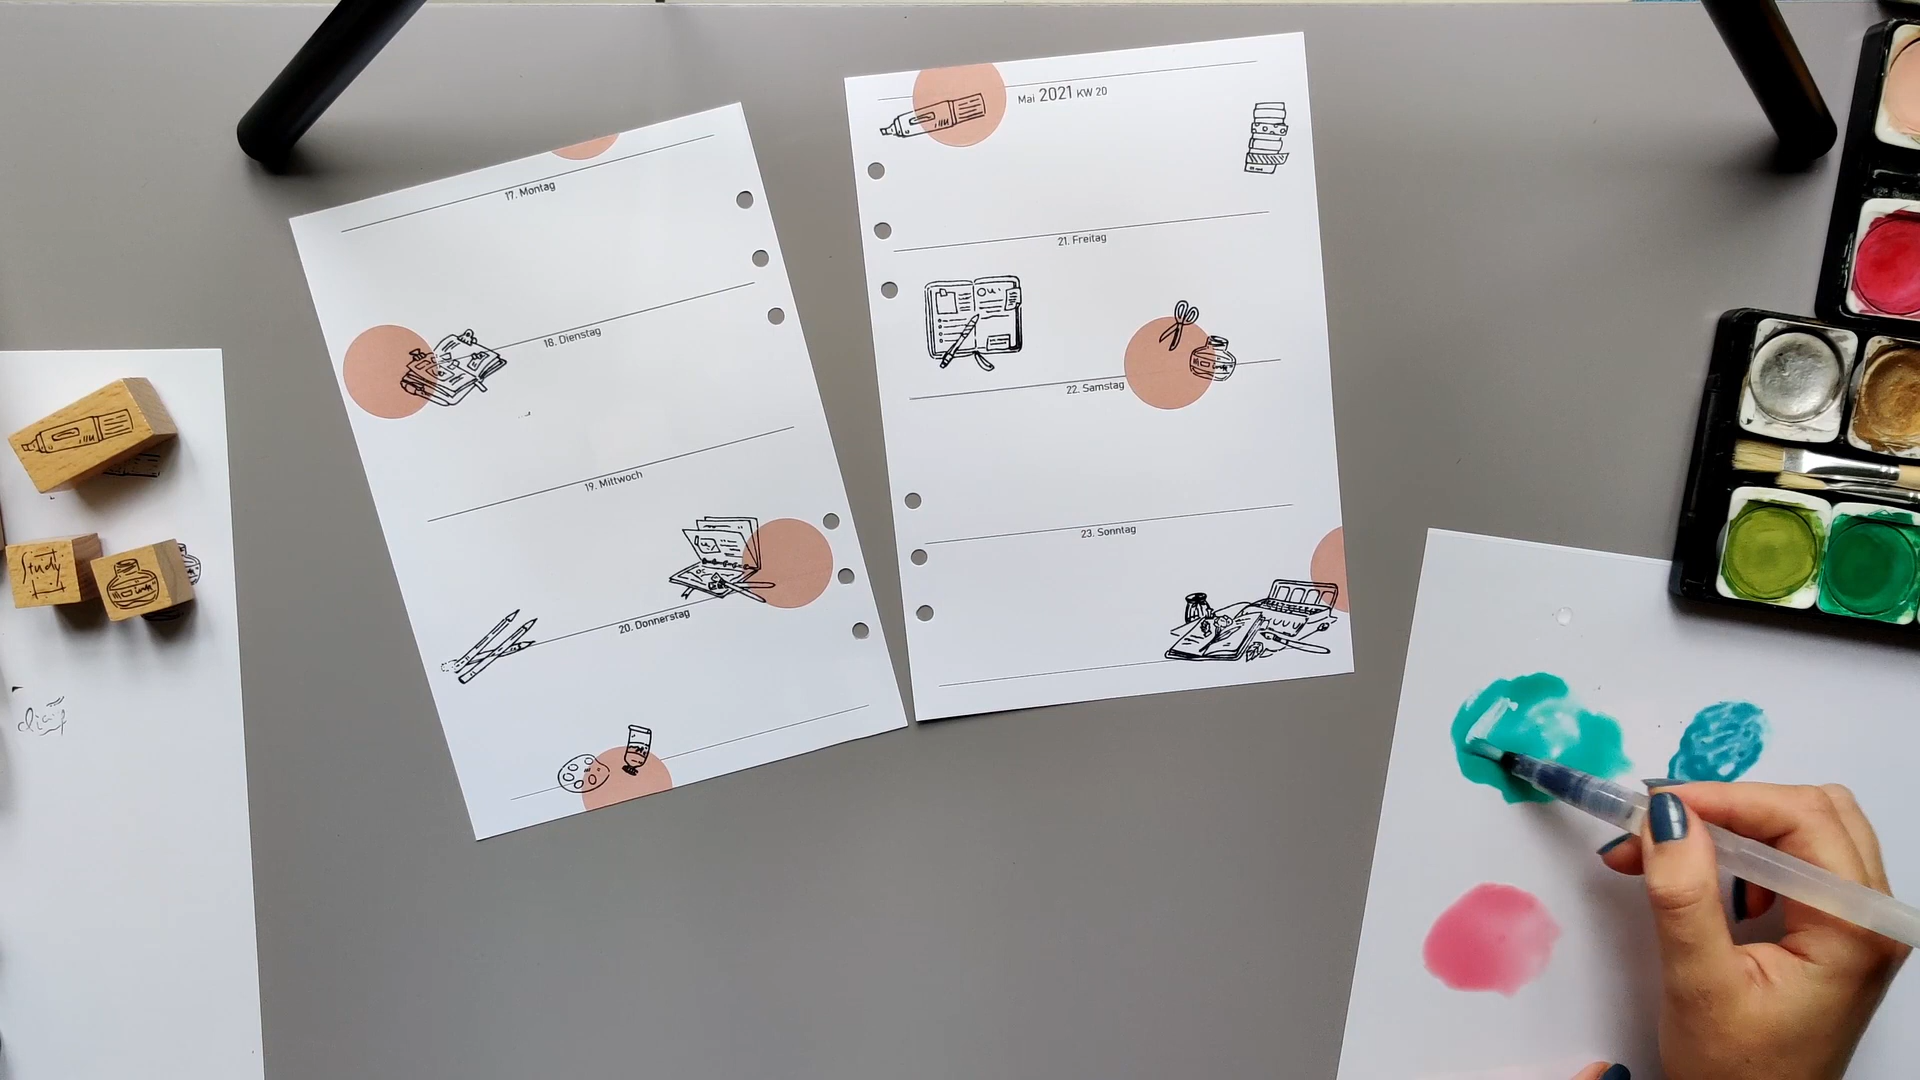 17. Montag
18. Dienstag
19. Mittwoch
20. Donnerstag
Mai 2021 KW 20
21. Freitag
22. Samstag
23. Sonntag
Study